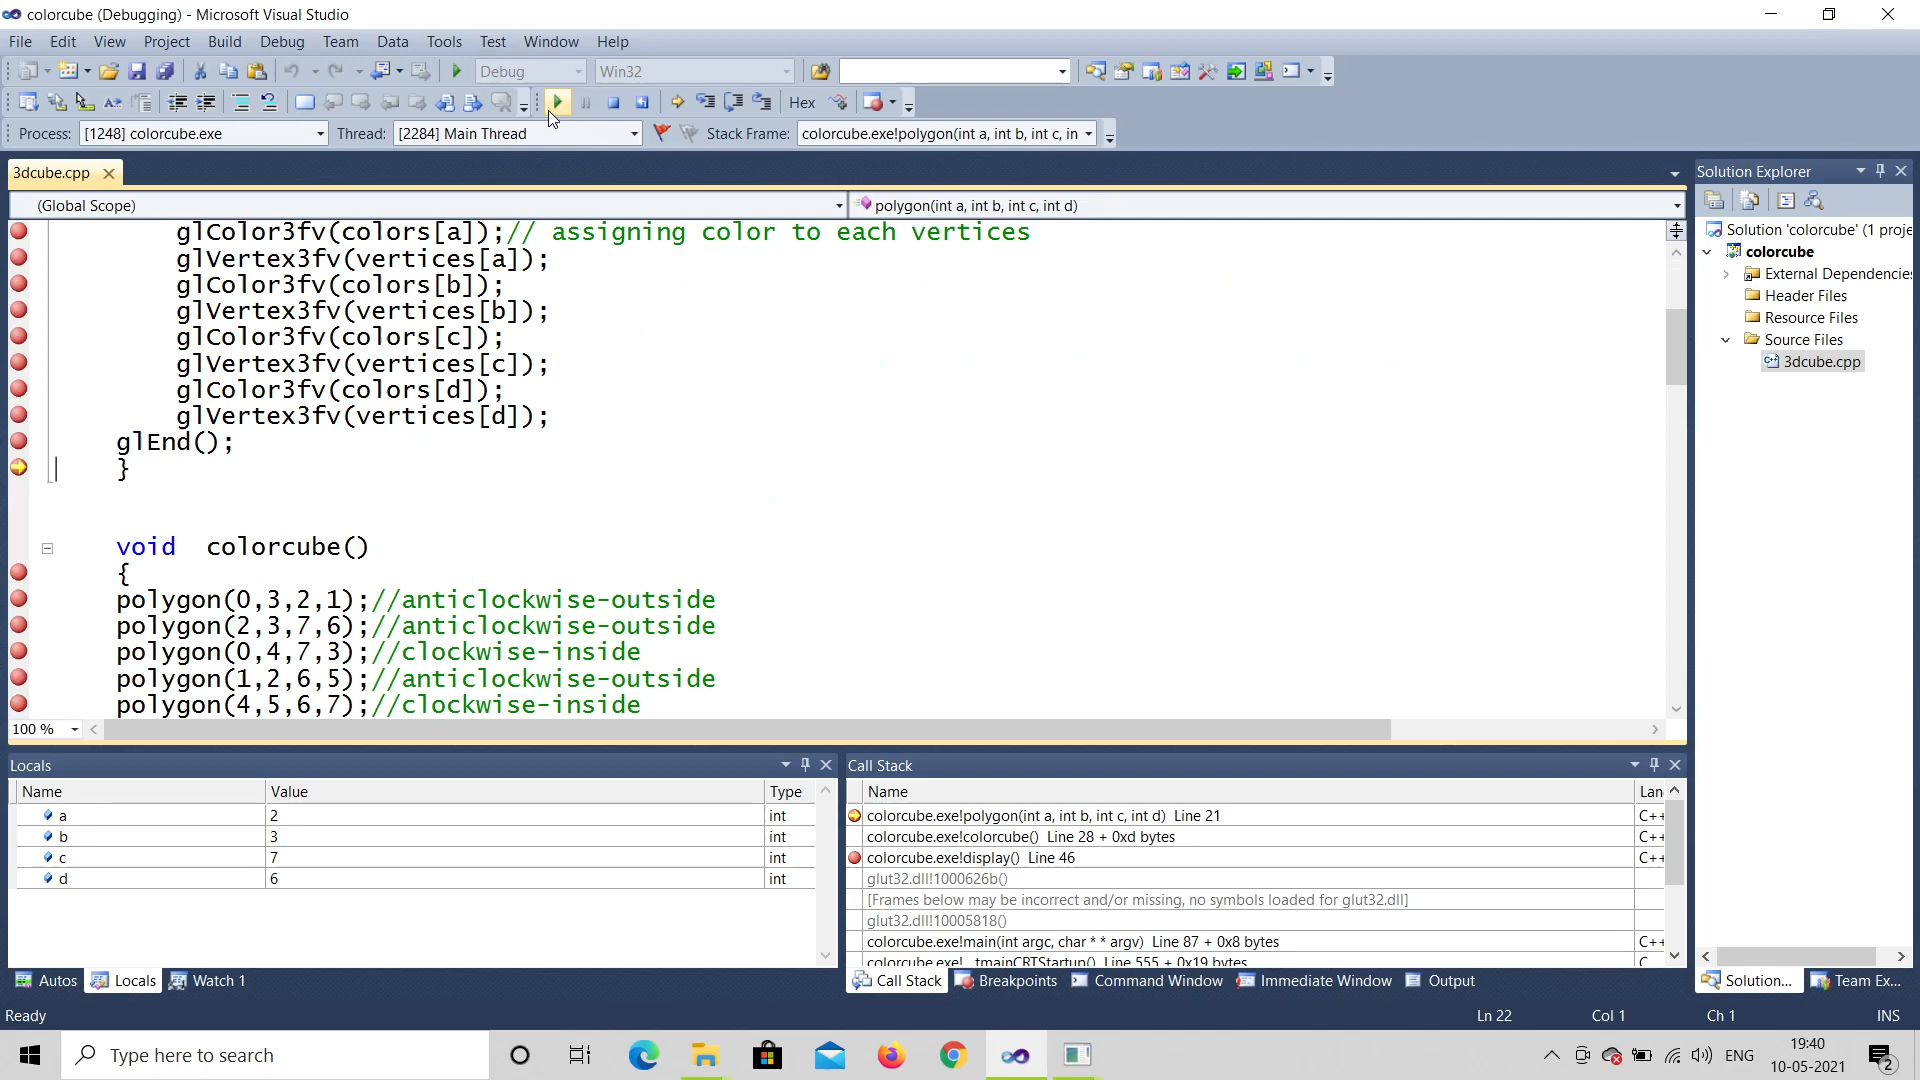 colorcube (Debugging) - Microsoft Visual Studio
File Edit View Project Build Debug Team Data Tools Test Window Help
Debug Win32
Hex
Process: [1248] colorcube.exe Thread: [2284] Main Thread Stack Frame: colorcube.exe!polygon(int a, int b, int c, in
3dcube.cpp
(Global Scope) polygon(int a, int b, int c, int d)
glColor3fv(colors[a]);// assigning color to each vertices
glVertex3fv(vertices[a]);
glColor3fv(colors[b]);
glVertex3fv(vertices[b]);
glColor3fv(colors[c]);
glVertex3fv(vertices[c]);
glColor3fv(colors[d]);
glVertex3fv(vertices[d]);
glEnd();
}
void colorcube()
{
polygon(0,3,2,1);//anticlockwise-outside
polygon(2,3,7,6);//anticlockwise-outside
polygon(0,4,7,3);//clockwise-inside
polygon(1,2,6,5);//anticlockwise-outside
polygon(4,5,6,7);//clockwise-inside
100 %
Solution Explorer
Solution 'colorcube' (1 proje
colorcube
External Dependencies
Header Files
Resource Files
Source Files
3dcube.cpp
Locals
Name Value Type
a 2 int
b 3 int
c 7 int
d 6 int
Autos Locals Watch 1
Call Stack
Name Lan
colorcube.exe!polygon(int a, int b, int c, int d) Line 21 C++
colorcube.exe!colorcube() Line 28 + 0xd bytes C++
colorcube.exe!display() Line 46 C++
glut32.dll!1000626b()
[Frames below may be incorrect and/or missing, no symbols loaded for glut32.dll]
glut32.dll!10005818()
colorcube.exe!main(int argc, char * * argv) Line 87 + 0x8 bytes C++
colorcube.exe!__tmainCRTStartup() Line 555 + 0x19 bytes C
Call Stack Breakpoints Command Window Immediate Window Output
Solution... Team Ex...
Ready Ln 22 Col 1 Ch 1 INS
Type here to search
ENG
19:40
10-05-2021
2